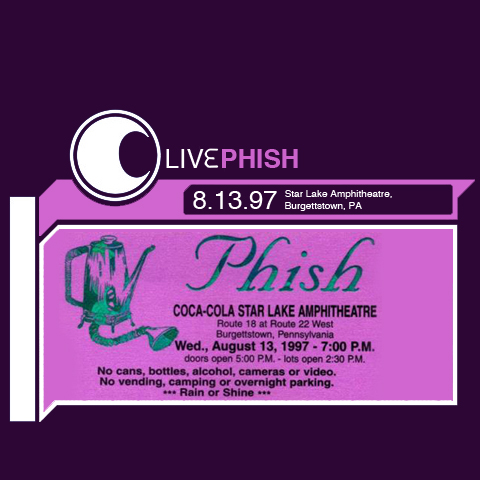 LIVEPHISH
8.13.97
Star Lake Amphitheatre,
Burgettstown, PA
Phish
COCA-COLA STAR LAKE AMPHITHEATRE
Route 18 at Route 22 West
Burgettstown, Pennsylvania
Wed., August 13, 1997 - 7:00 P.M.
doors open 5:00 P.M. - lots open 2:30 P.M.
No cans, bottles, alcohol, cameras or video.
No vending, camping or overnight parking.
*** Rain or Shine ***